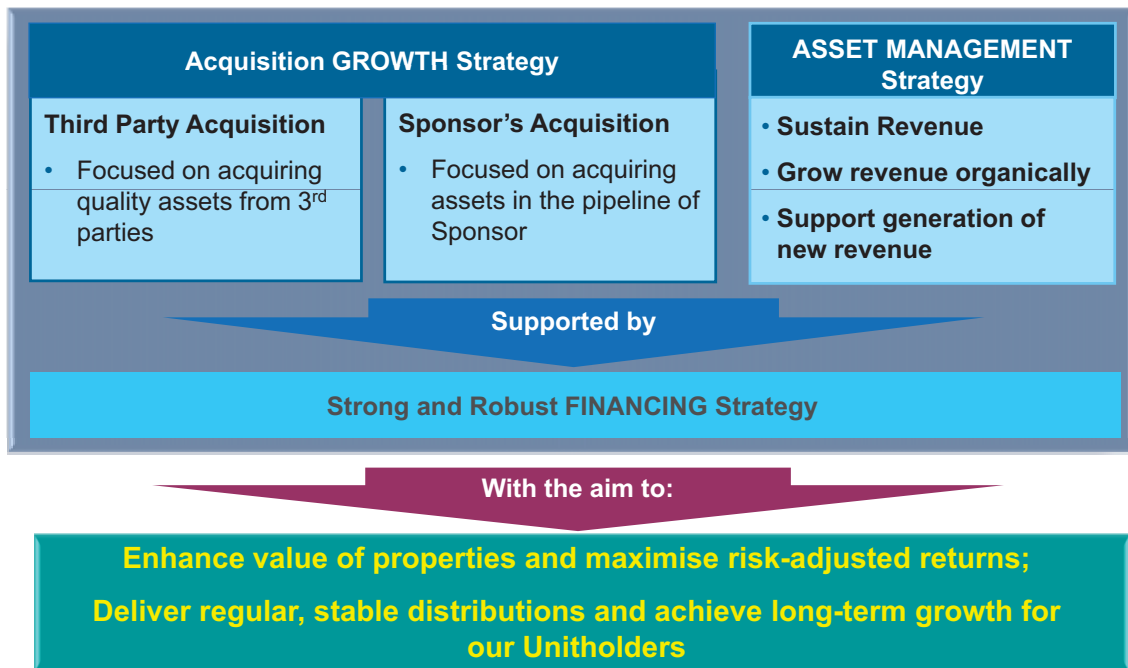 Acquisition GROWTH Strategy
Third Party Acquisition
• Focused on acquiring
quality assets from 3rd
parties
Sponsor’s Acquisition
• Focused on acquiring
assets in the pipeline of
Sponsor
ASSET MANAGEMENT
Strategy
• Sustain Revenue
• Grow revenue organically
• Support generation of
new revenue
Supported by
Strong and Robust FINANCING Strategy
With the aim to:
Enhance value of properties and maximise risk-adjusted returns;
Deliver regular, stable distributions and achieve long-term growth for
our Unitholders